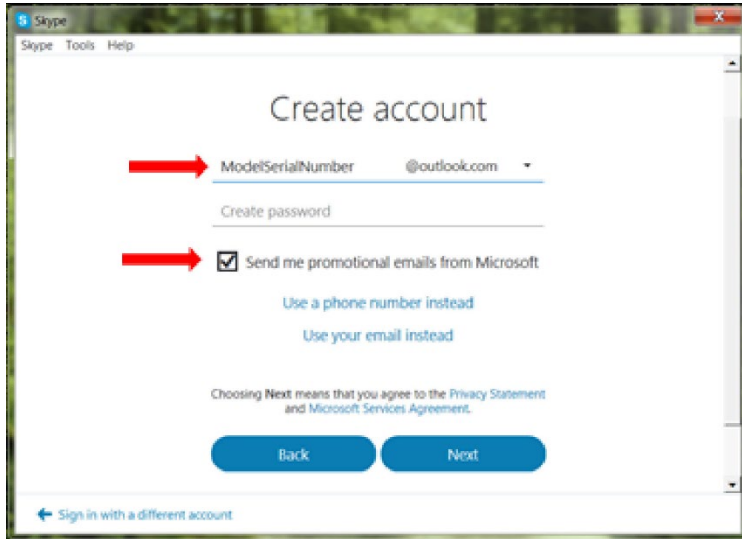 Skype
Skype Tools Help
Create account
ModelSerialNumber @outlook.com
Create password
Send me promotional emails from Microsoft
Use a phone number instead
Use your email instead
Choosing Next means that you agree to the Privacy Statement
and Microsoft Services Agreement.
Back Next
Sign in with a different account